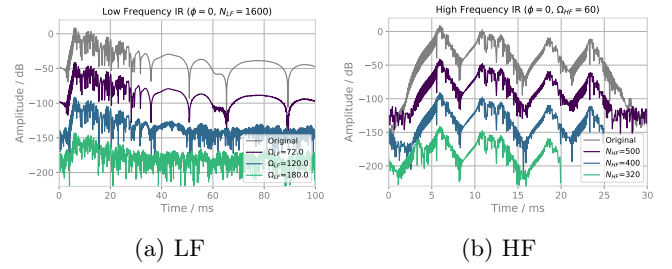 Low Frequency IR (ϕ = 0, N_LF = 1600)
Amplitude / dB
0
−50
−100
−150
−200
Original
Ω_LF=72.0
Ω_LF=120.0
Ω_LF=180.0
0 20 40 60 80 100
Time / ms
(a) LF
High Frequency IR (ϕ = 0, Ω_HF = 60)
Amplitude / dB
0
−50
−100
−150
−200
Original
N_HF=500
N_HF=400
N_HF=320
0 5 10 15 20 25 30
Time / ms
(b) HF